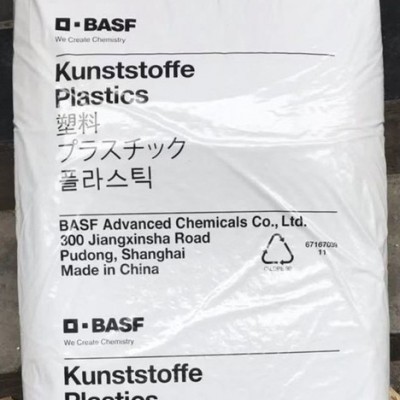 BASF
We Create Chemistry
Kunststoffe
Plastics
塑料
プラスチック
플라스틱
BASF Advanced Chemicals Co., Ltd.
300 Jiangxinsha Road
Pudong, Shanghai
Made in China
11
BASF
We Create Chemistry
Kunststoffe
Plastics